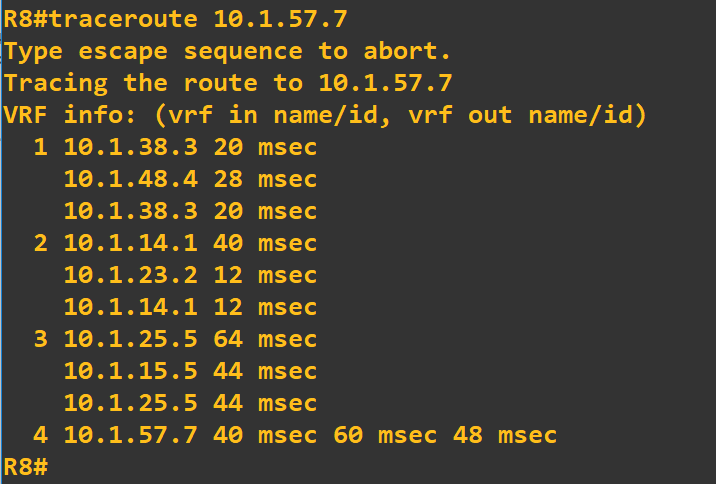 R8#traceroute 10.1.57.7
Type escape sequence to abort.
Tracing the route to 10.1.57.7
VRF info: (vrf in name/id, vrf out name/id)
  1 10.1.38.3 20 msec
    10.1.48.4 28 msec
    10.1.38.3 20 msec
  2 10.1.14.1 40 msec
    10.1.23.2 12 msec
    10.1.14.1 12 msec
  3 10.1.25.5 64 msec
    10.1.15.5 44 msec
    10.1.25.5 44 msec
  4 10.1.57.7 40 msec 60 msec 48 msec
R8#